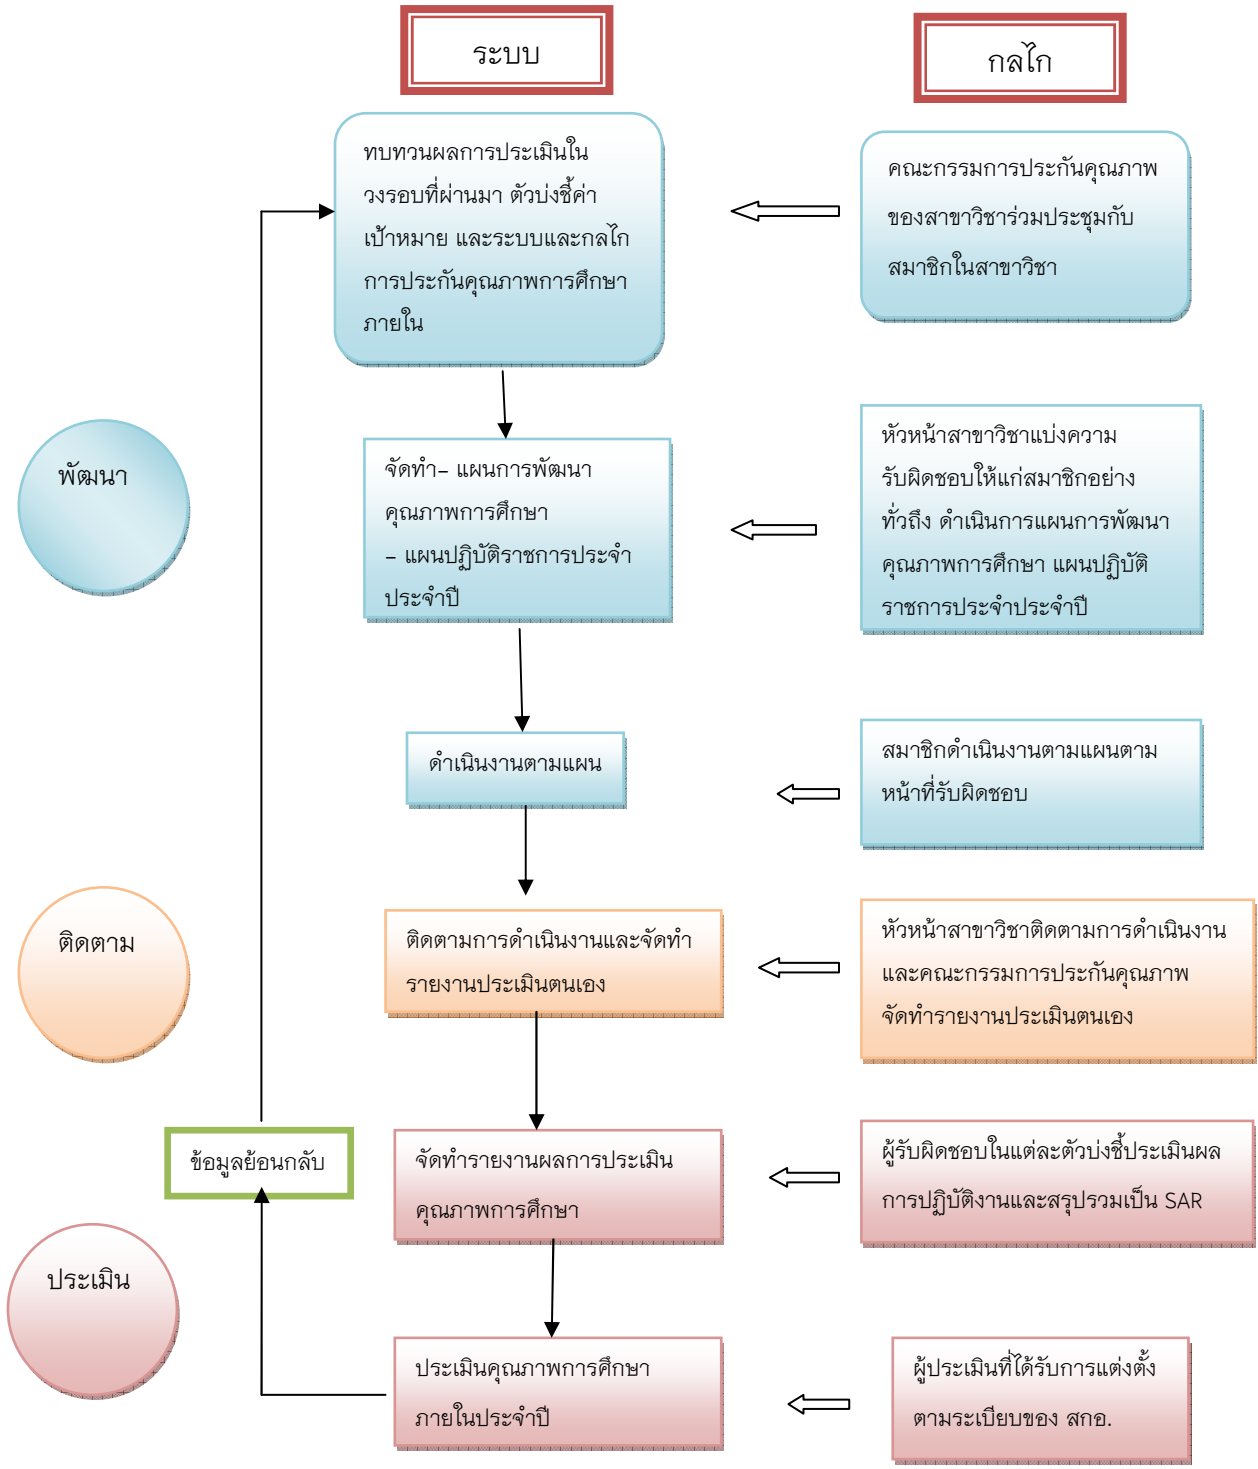 ระบบ
กลไก
ทบทวนผลการประเมินใน
วงรอบที่ผ่านมา ตัวบ่งชี้ค่า
เป้าหมาย และระบบและกลไก
การประกันคุณภาพการศึกษา
ภายใน
คณะกรรมการประกันคุณภาพ
ของสาขาวิชาร่วมประชุมกับ
สมาชิกในสาขาวิชา
พัฒนา
จัดทำ- แผนการพัฒนา
คุณภาพการศึกษา
- แผนปฏิบัติราชการประจำ
ประจำปี
หัวหน้าสาขาวิชาแบ่งความ
รับผิดชอบให้แก่สมาชิกอย่าง
ทั่วถึง ดำเนินการแผนการพัฒนา
คุณภาพการศึกษา แผนปฏิบัติ
ราชการประจำประจำปี
ดำเนินงานตามแผน
สมาชิกดำเนินงานตามแผนตาม
หน้าที่รับผิดชอบ
ติดตาม
ติดตามการดำเนินงานและจัดทำ
รายงานประเมินตนเอง
หัวหน้าสาขาวิชาติดตามการดำเนินงาน
และคณะกรรมการประกันคุณภาพ
จัดทำรายงานประเมินตนเอง
ข้อมูลย้อนกลับ
จัดทำรายงานผลการประเมิน
คุณภาพการศึกษา
ผู้รับผิดชอบในแต่ละตัวบ่งชี้ประเมินผล
การปฏิบัติงานและสรุปรวมเป็น SAR
ประเมิน
ประเมินคุณภาพการศึกษา
ภายในประจำปี
ผู้ประเมินที่ได้รับการแต่งตั้ง
ตามระเบียบของ สกอ.